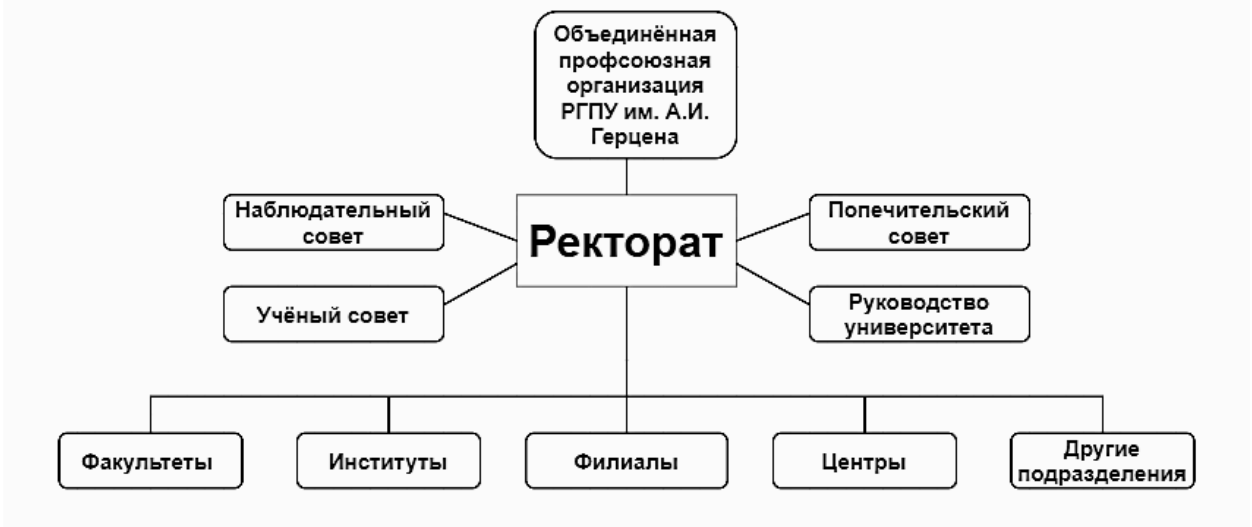 Объединённая
профсоюзная
организация
РГПУ им. А.И.
Герцена
Наблюдательный
совет
Ректорат
Попечительский
совет
Учёный совет
Руководство
университета
Факультеты
Институты
Филиалы
Центры
Другие
подразделения